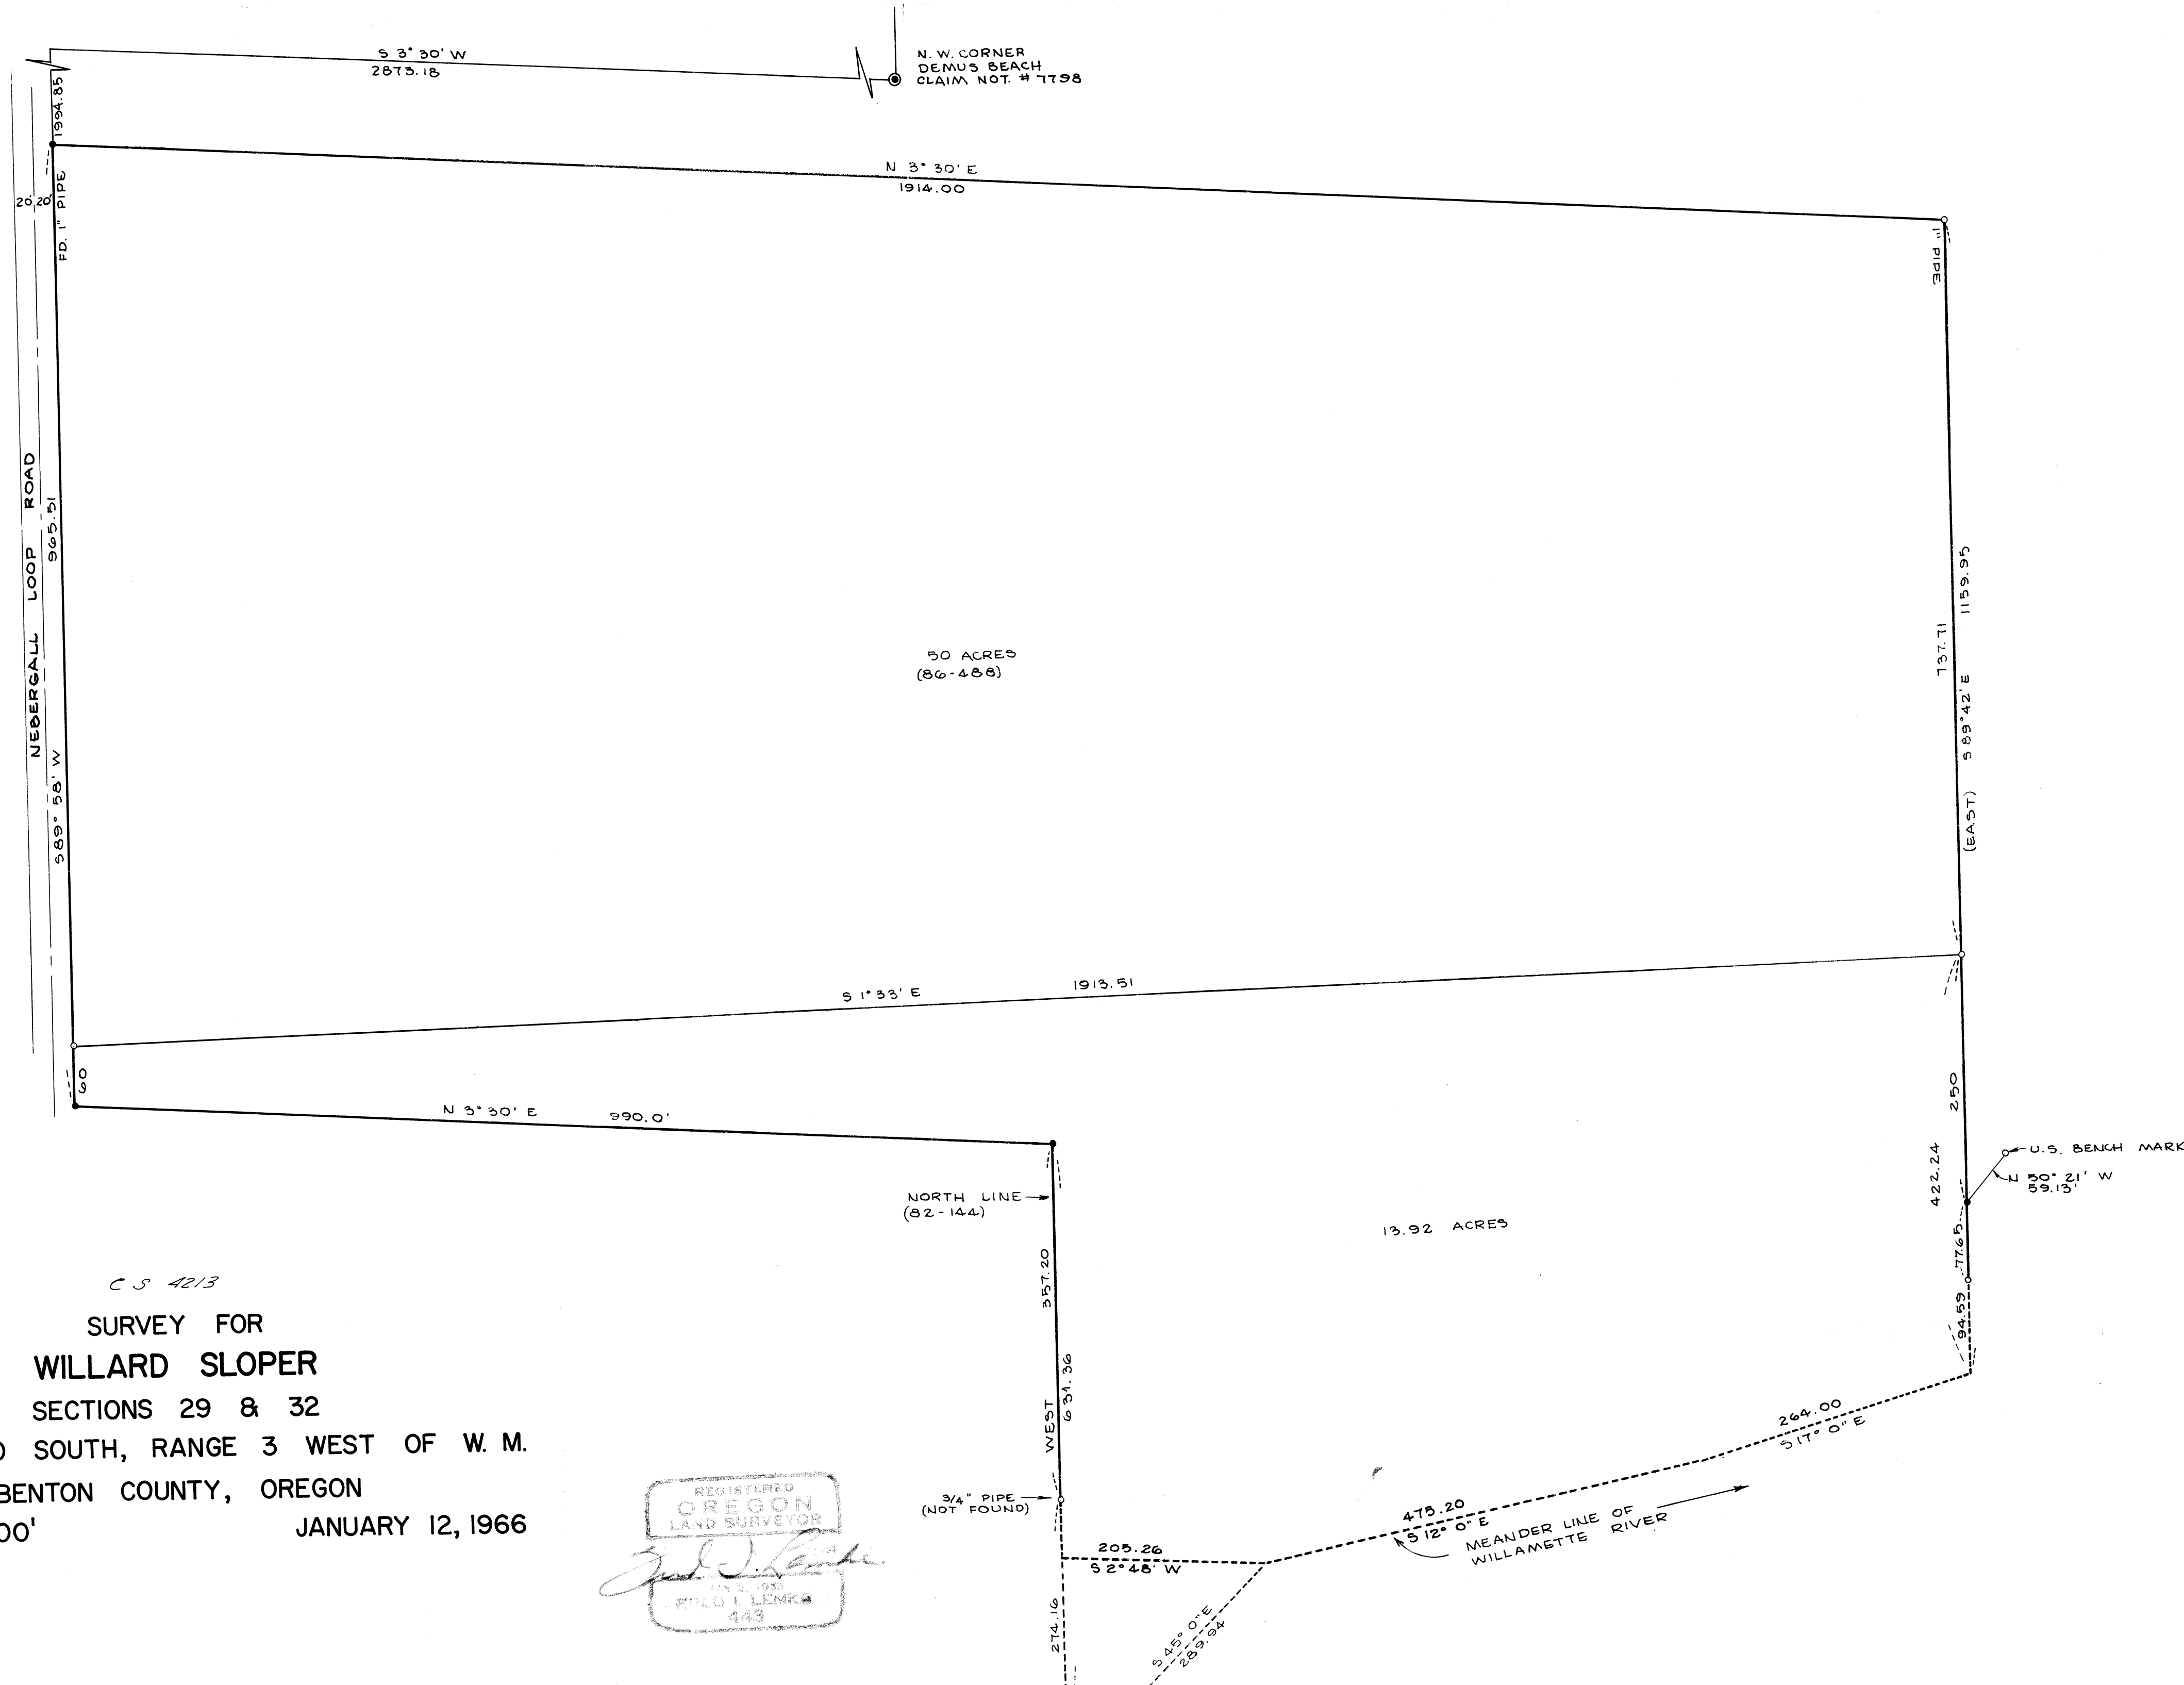 S 3° 30' W
2873.18
N. W. CORNER
DEMUS BEACH
CLAIM NOT. # 7798
1994.85
FD. 1" PIPE
20' 20'
N 3° 30' E
1914.00
1" PIPE
NEBERGALL LOOP ROAD
965.51
S89° 58' W
50 ACRES
(86-488)
737.71
(EAST) S 89° 42' E 1159.95
S 1° 33' E 1913.51
60
N 3° 30' E 990.0'
250
422.24
U.S. BENCH MARK
N 50° 21' W
59.13'
NORTH LINE
(82-144)
13.92 ACRES
357.20
77.65
94.59
WEST 631.36
3/4" PIPE
(NOT FOUND)
264.00
S 17° 0" E
475.20
S 12° 0" E
MEANDER LINE OF
WILLAMETTE RIVER
205.26
S 2° 48' W
274.16
S 45° 0" E
289.94
C S 4213
SURVEY FOR
WILLARD SLOPER
SECTIONS 29 & 32
SOUTH, RANGE 3 WEST OF W. M.
BENTON COUNTY, OREGON
00' JANUARY 12, 1966
REGISTERED
OREGON
LAND SURVEYOR
FRED I. LEMKE
443